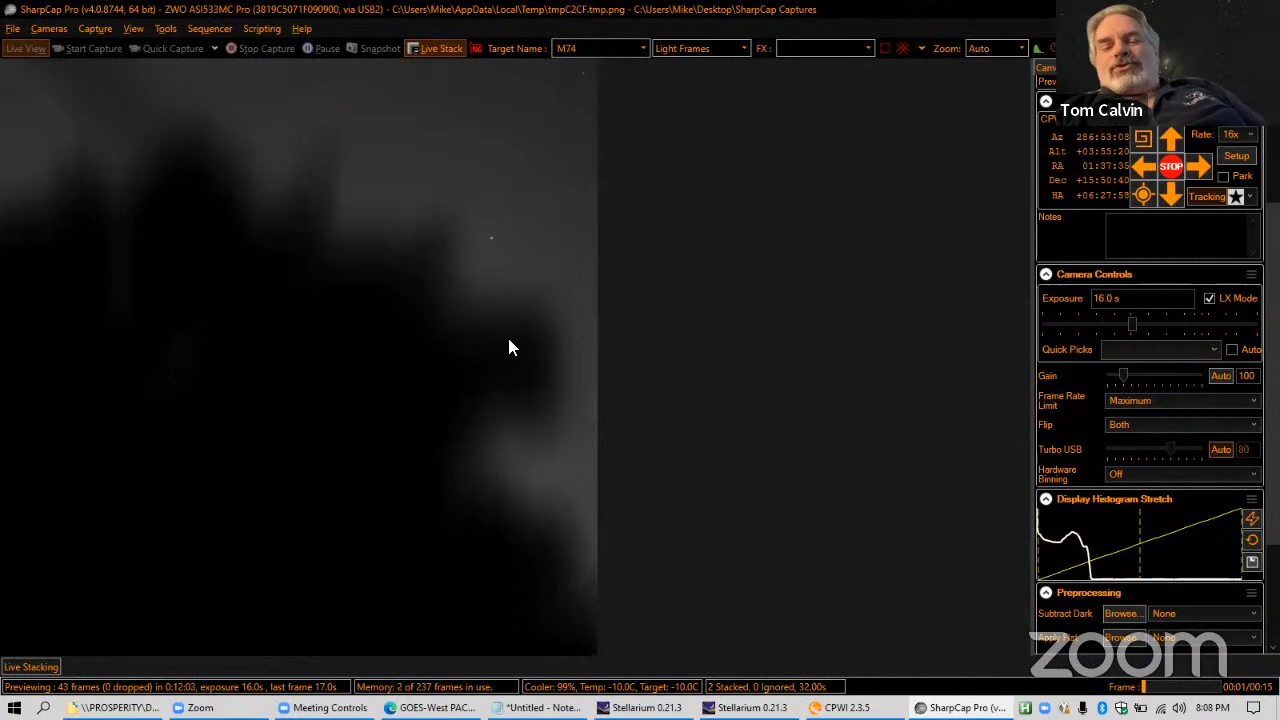 SharpCap Pro (v4.0.8744, 64 bit) - ZWO ASI533MC Pro (3819C5071F090900, via USB2) - C:\Users\Mike\AppData\Local\Temp\tmpC2CF.tmp.png - C:\Users\Mike\Desktop\SharpCap Captures
File Cameras Capture View Tools Sequencer Scripting Help
Live View Start Capture Quick Capture Stop Capture Pause Snapshot Live Stack Target Name : M74 Light Frames FX : Zoom: Auto
Tom Calvin
Az 286:53:03
Alt +03:55:20
RA 01:37:35
Dec +15:50:40
HA +06:27:53
STOP
Rate: 16x
Setup
Park
Tracking
Notes
Camera Controls
Exposure 16.0 s LX Mode
Quick Picks Auto
Gain Auto 100
Frame Rate Limit Maximum
Flip Both
Turbo USB Auto 80
Hardware Binning Off
Display Histogram Stretch
Preprocessing
Subtract Dark Browse... None
Apply Flat Browse... None
zoom
Live Stacking
Previewing : 43 frames (0 dropped) in 0:12:03, exposure 16.0s, last frame 17.0s Memory: 2 of 237 frames in use. Cooler: 99%, Temp: -10.0C, Target: -10.0C 2 Stacked, 0 Ignored, 32.00s Frame : 00:01/00:15
\\PROSPERITY\D... Zoom Meeting Controls GOES-West PAC... *Untitled - Note... Stellarium 0.21.3 Stellarium 0.21.3 CPWI 2.3.5 SharpCap Pro (v... 8:08 PM